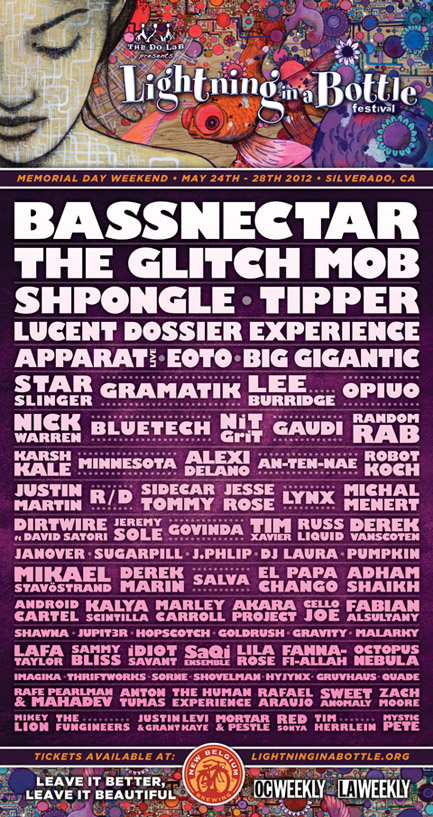 THE DO LAB
presents
Lightning in a Bottle
festival
MEMORIAL DAY WEEKEND • MAY 24TH - 28TH 2012 • SILVERADO, CA
BASSNECTAR
THE GLITCH MOB
SHPONGLE • TIPPER
LUCENT DOSSIER EXPERIENCE
APPARAT LIVE • EOTO • BIG GIGANTIC
STAR SLINGER GRAMATIK LEE BURRIDGE OPIUO
NICK WARREN BLUETECH NiT GriT GAUDI RANDOM RAB
KARSH KALE MINNESOTA ALEXI DELANO AN-TEN-NAE ROBOT KOCH
JUSTIN MARTIN R/D SIDECAR TOMMY JESSE ROSE LYNX MICHAL MENERT
DIRTWIRE ft DAVID SATORI JEREMY SOLE GOVINDA TIM XAVIER RUSS LIQUID DEREK VANSCOTEN
JANOVER • SUGARPILL • J.PHLIP • DJ LAURA • PUMPKIN
MIKAEL STAVÖSTRAND DEREK MARIN SALVA EL PAPA CHANGO ADHAM SHAIKH
ANDROID CARTEL KALYA SCINTILLA MARLEY CARROLL AKARA PROJECT CELLO JOE FABIAN ALSULTANY
SHAWNA • JUPIT3R • HOPSCOTCH • GOLDRUSH • GRAVITY • MALARKY
LAFA TAYLOR SAMMY BLISS iDIOT SAVANT SaQi ENSEMBLE LILA ROSE FANNA-FI-ALLAH OCTOPUS NEBULA
IMAGIKA • THRIFTWORKS • SORNE • SHOVELMAN • HYJYNX • GRUVHAUS • QUADE
RAFE PEARLMAN & MAHADEV ANTON TUMAS THE HUMAN EXPERIENCE RAFAEL ARAUJO SWEET ANOMALY ZACH MOORE
MIKEY LION THE FUNGINEERS JUSTIN LEVI & GRANT KAYE MORTAR & PESTLE RED SONYA TIM HERRLEIN MYSTIC PETE
TICKETS AVAILABLE AT: LIGHTNINGINABOTTLE.ORG
LEAVE IT BETTER,
LEAVE IT BEAUTIFUL
NEW BELGIUM
BREWING
OC WEEKLY LA WEEKLY